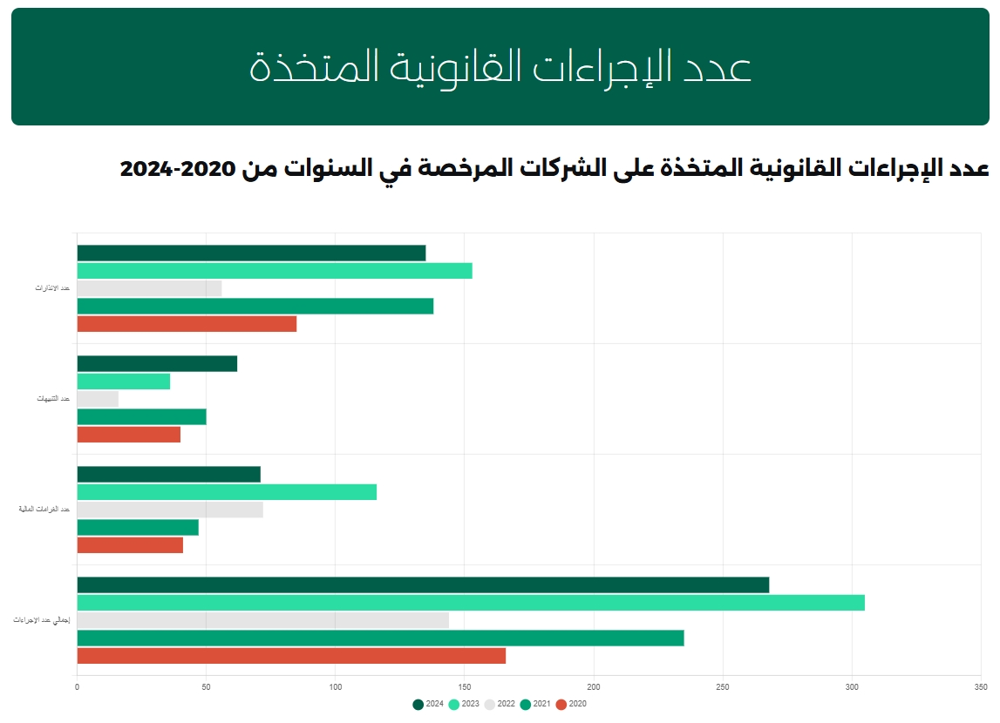 عدد الإجراءات القانونية المتخذة
عدد الإجراءات القانونية المتخذة على الشركات المرخصة في السنوات من 2020-2024
عدد الإنذارات
عدد التنبيهات
عدد الغرامات المالية
إجمالي عدد الإجراءات
0 50 100 150 200 250 300 350
2024 2023 2022 2021 2020